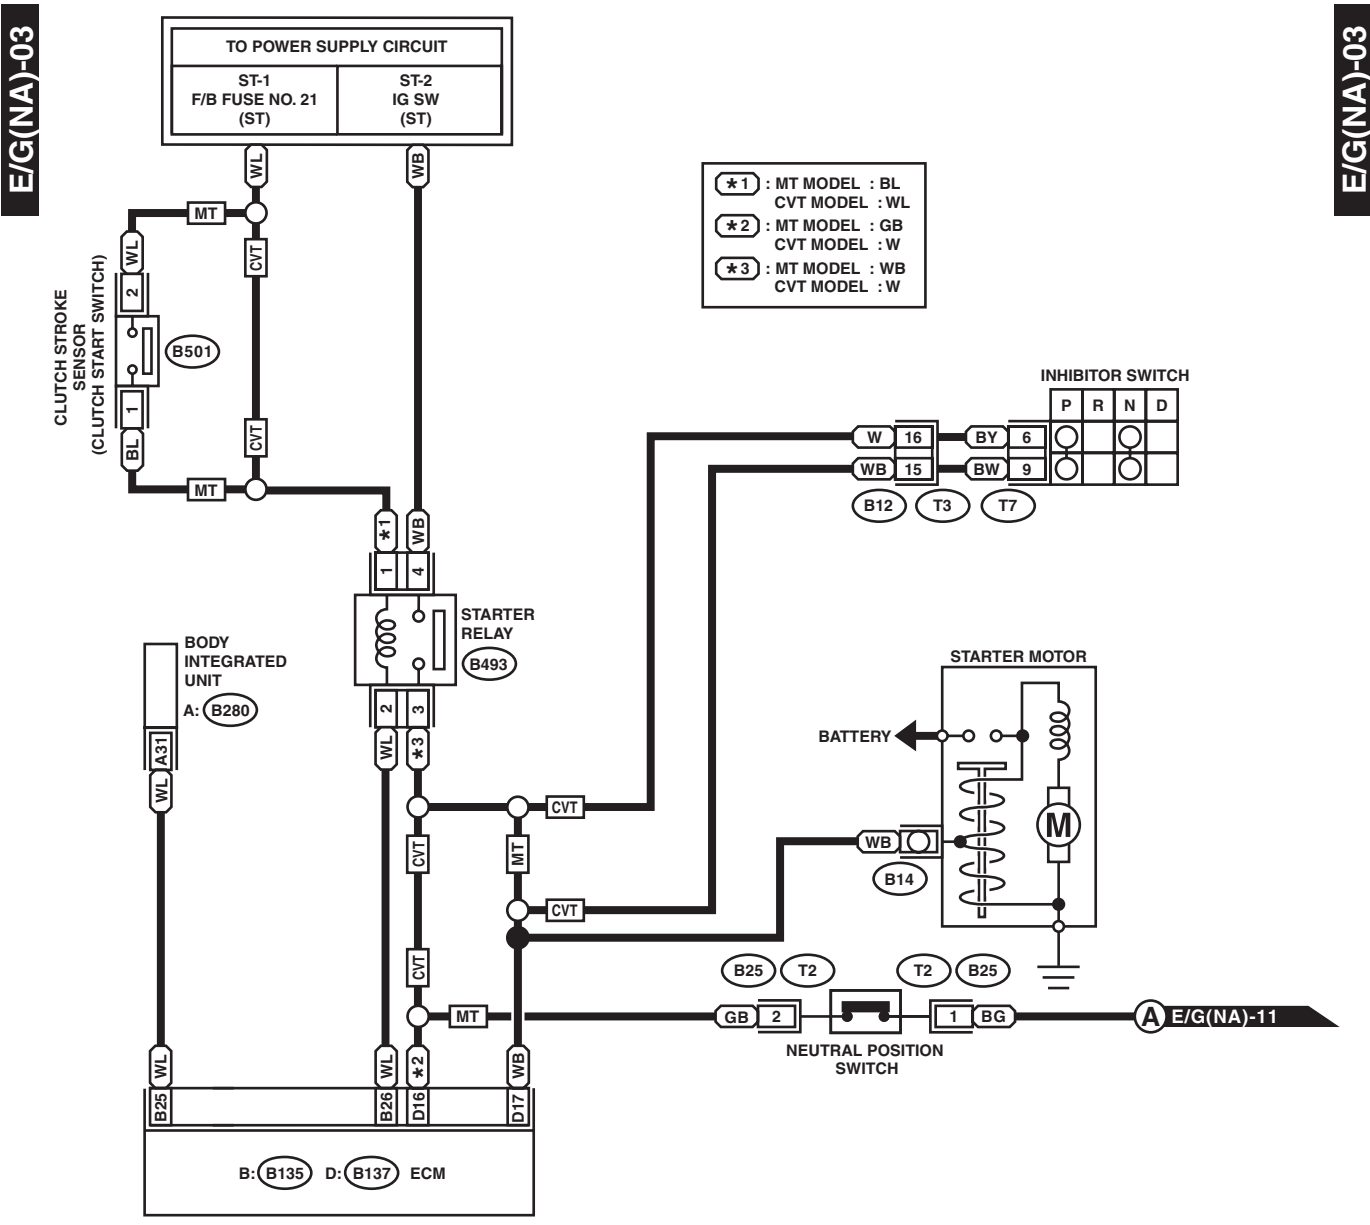 E/G(NA)-03
E/G(NA)-03
TO POWER SUPPLY CIRCUIT
ST-1
F/B FUSE NO. 21
(ST)
ST-2
IG SW
(ST)
WL
WB
*1 : MT MODEL : BL
CVT MODEL : WL
*2 : MT MODEL : GB
CVT MODEL : W
*3 : MT MODEL : WB
CVT MODEL : W
MT
CVT
WL
2
CLUTCH STROKE
SENSOR
(CLUTCH START SWITCH)
B501
1
BL
CVT
MT
INHIBITOR SWITCH
P R N D
W 16 BY 6
WB 15 BW 9
B12 T3 T7
*1 WB
1 4
STARTER
RELAY
B493
2 3
WL *3
BODY
INTEGRATED
UNIT
A: B280
A31
WL
STARTER MOTOR
BATTERY
M
WB
B14
CVT
CVT
MT
CVT
CVT
B25 T2 T2 B25
MT
GB 2
1 BG
A E/G(NA)-11
NEUTRAL POSITION
SWITCH
WL WL *2 WB
B25 B26 D16 D17
B: B135 D: B137 ECM